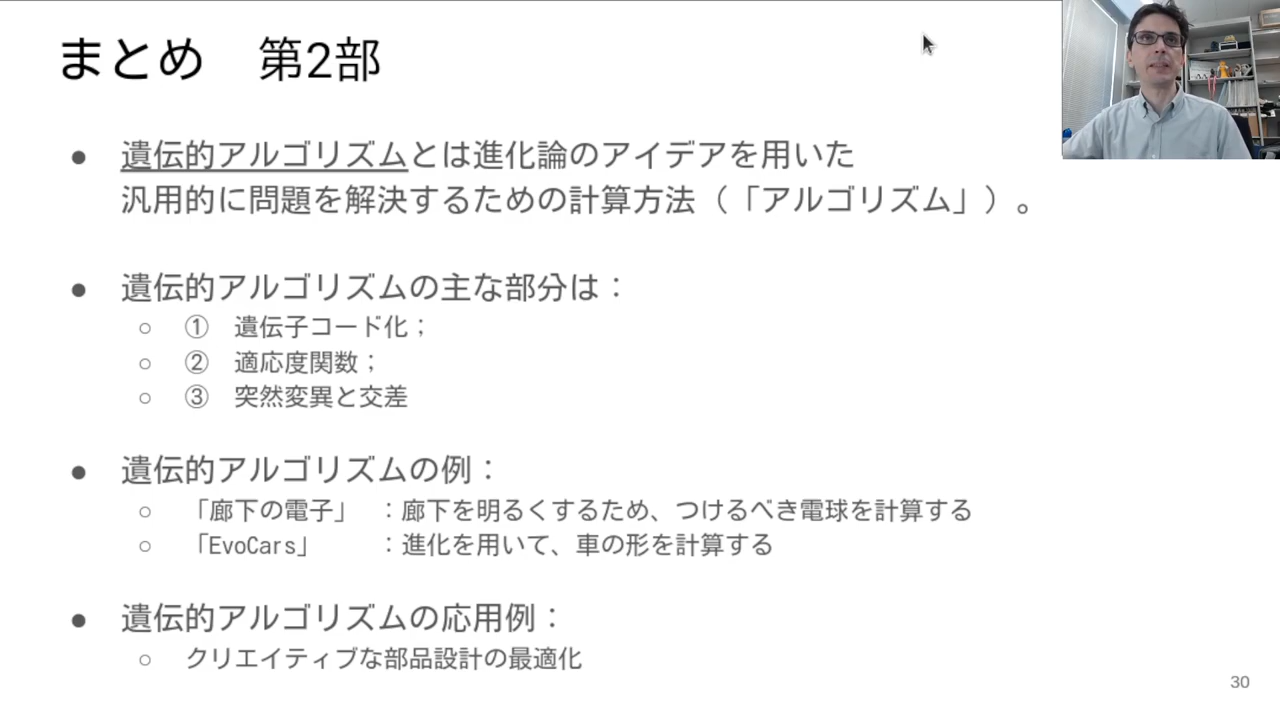 まとめ　第2部
● 遺伝的アルゴリズムとは進化論のアイデアを用いた
汎用的に問題を解決するための計算方法（「アルゴリズム」）。
● 遺伝的アルゴリズムの主な部分は：
○ ①　遺伝子コード化；
○ ②　適応度関数；
○ ③　突然変異と交差
● 遺伝的アルゴリズムの例：
○ 「廊下の電子」　：廊下を明るくするため、つけるべき電球を計算する
○ 「EvoCars」　：進化を用いて、車の形を計算する
● 遺伝的アルゴリズムの応用例：
○ クリエイティブな部品設計の最適化
30